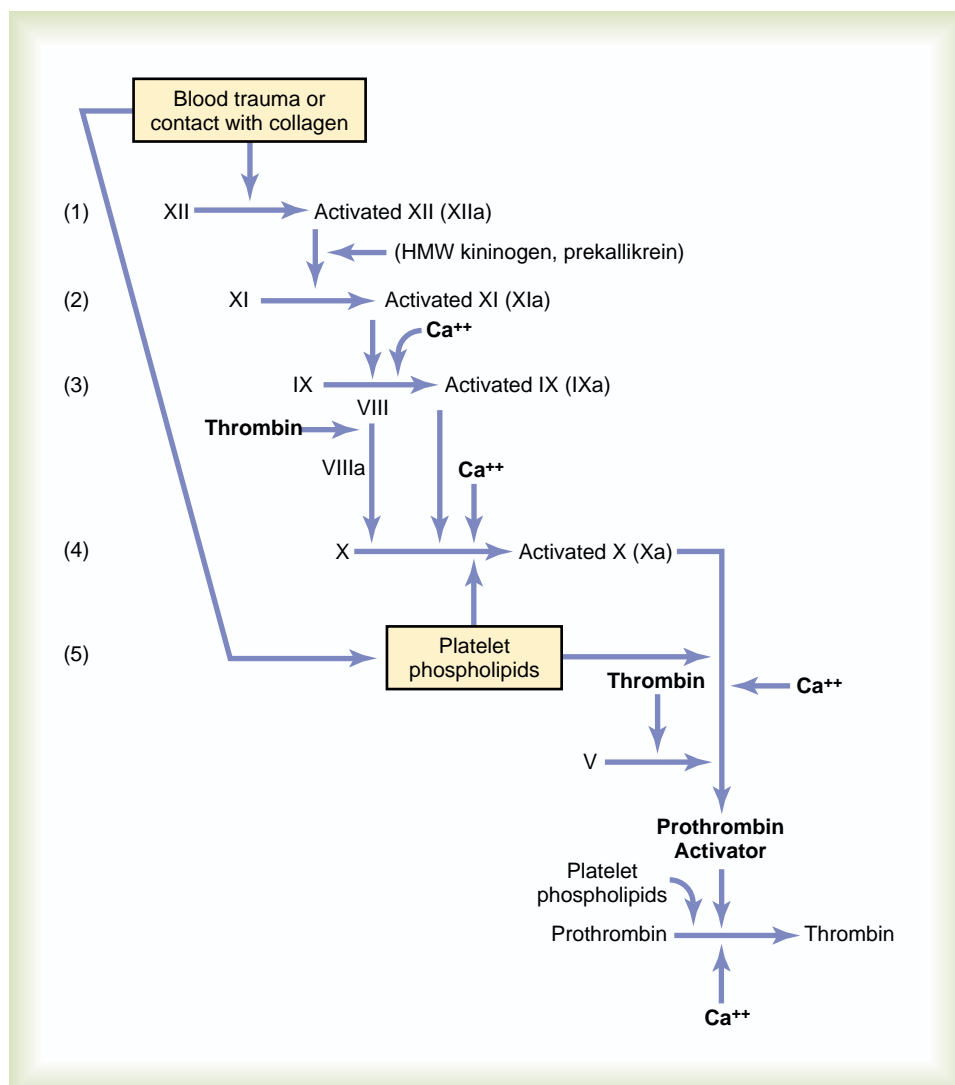 Blood trauma or
contact with collagen
(1) XII Activated XII (XIIa)
(HMW kininogen, prekallikrein)
(2) XI Activated XI (XIa)
Ca++
(3) IX Activated IX (IXa)
VIII
Thrombin
VIIIa Ca++
(4) X Activated X (Xa)
(5) Platelet
phospholipids
Thrombin Ca++
V
Prothrombin
Activator
Platelet
phospholipids
Prothrombin Thrombin
Ca++